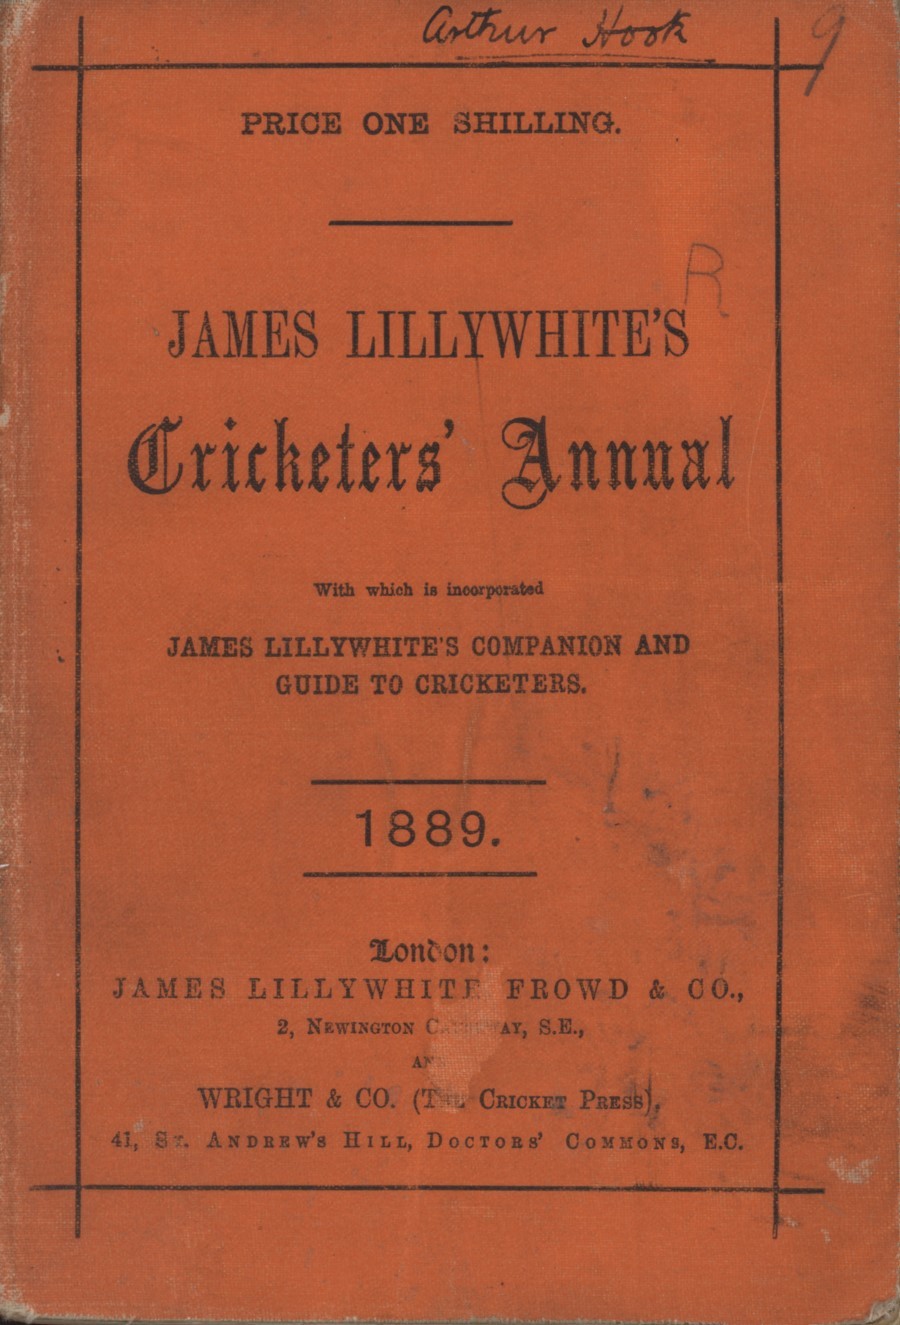 Arthur Hook
9
PRICE ONE SHILLING.
R
JAMES LILLYWHITE'S
Cricketers' Annual
With which is incorporated
JAMES LILLYWHITE'S COMPANION AND
GUIDE TO CRICKETERS.
1889.
London:
JAMES LILLYWHITE FROWD & CO.,
2, NEWINGTON S.E.,
AND
WRIGHT & CO. (THE CRICKET PRESS),
41, ST. ANDREW'S HILL, DOCTORS' COMMONS, E.C.